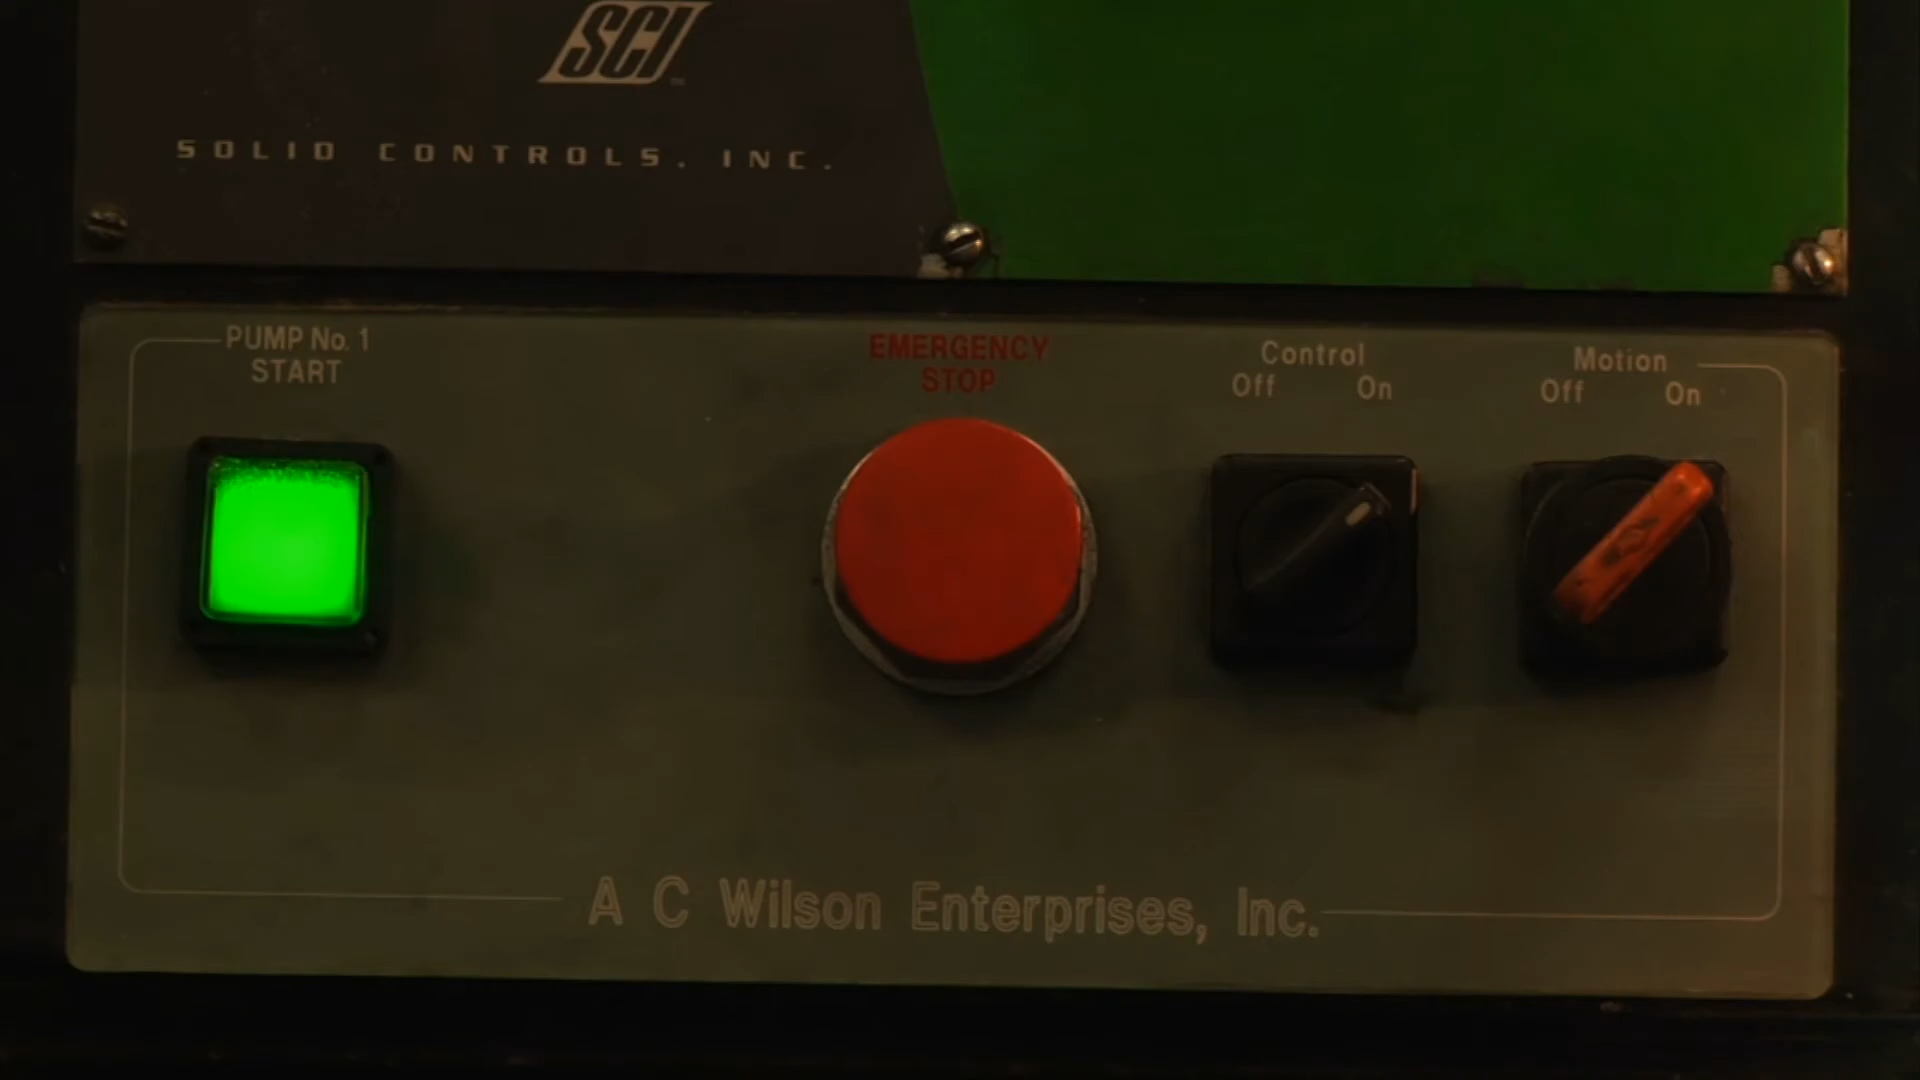 SCI
SOLID CONTROLS, INC.
PUMP No. 1
START
EMERGENCY
STOP
Control
Off On
Motion
Off On
A C Wilson Enterprises, Inc.